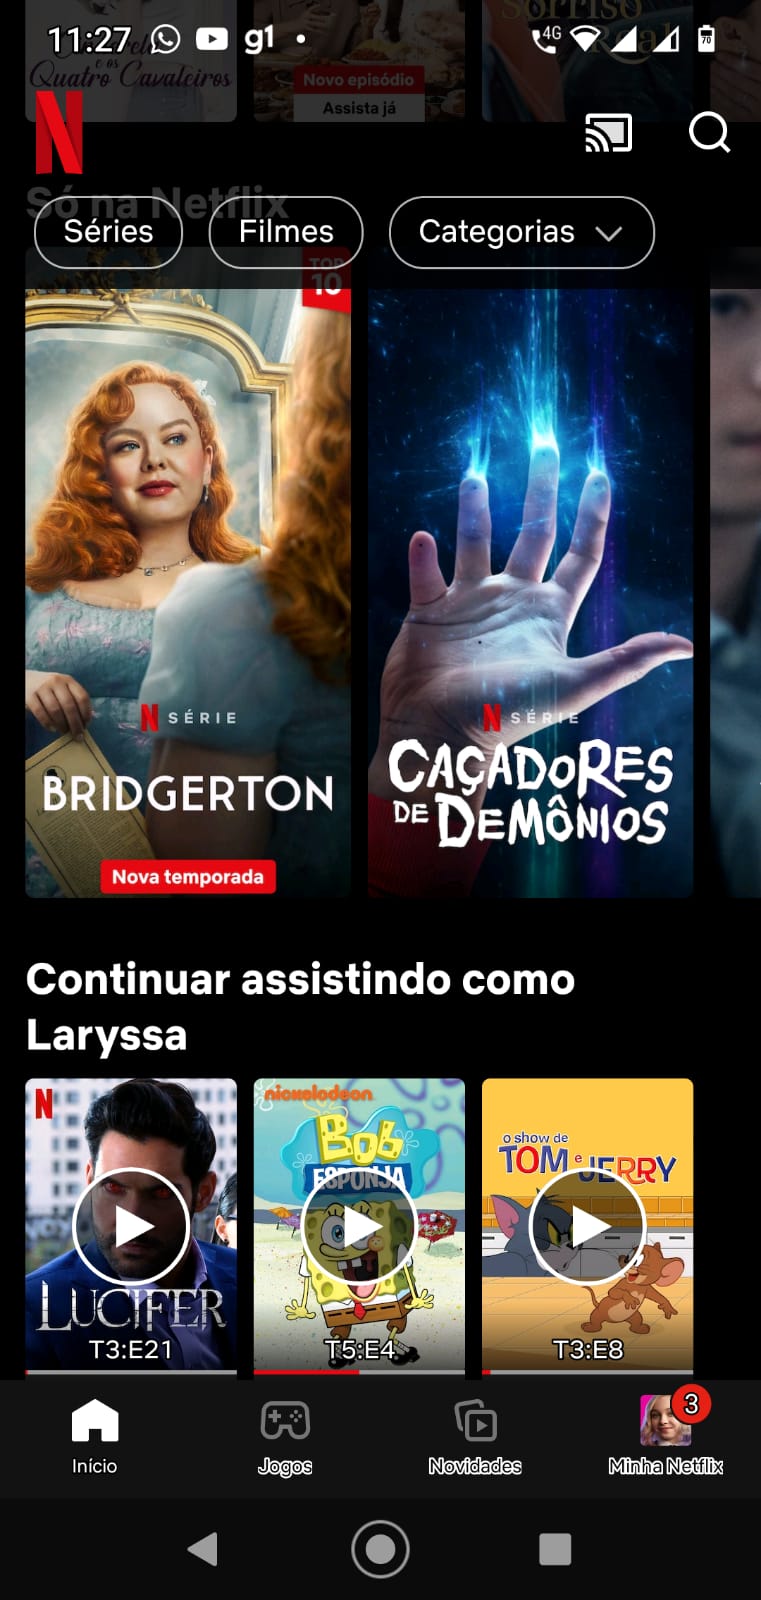 11:27
g1
4G
70
e os
Quatro Cavaleiros
Novo episódio
Assista já
Sorriso
Real
N
Só na Netflix
Séries
Filmes
Categorias
TOP
10
N SÉRIE
BRIDGERTON
Nova temporada
N SÉRIE
CAÇADORES
DE DEMÔNIOS
Continuar assistindo como
Laryssa
N
LUCIFER
T3:E21
nickelodeon
BOB
ESPONJA
T5:E4
o show de
TOM e JERRY
T3:E8
Início
Jogos
Novidades
3
Minha Netflix